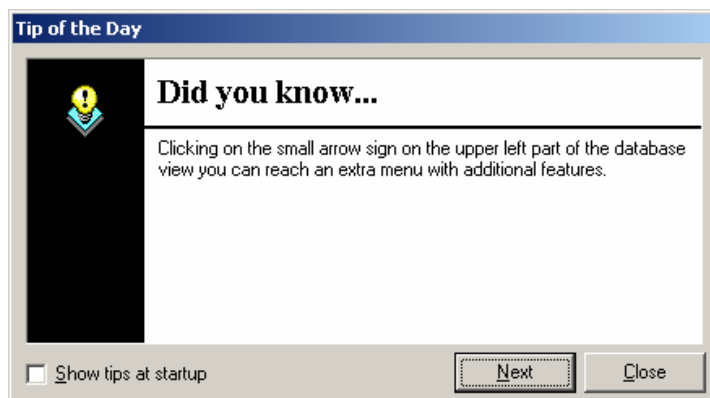 Tip of the Day
Did you know...
Clicking on the small arrow sign on the upper left part of the database
view you can reach an extra menu with additional features.
Show tips at startup
Next
Close